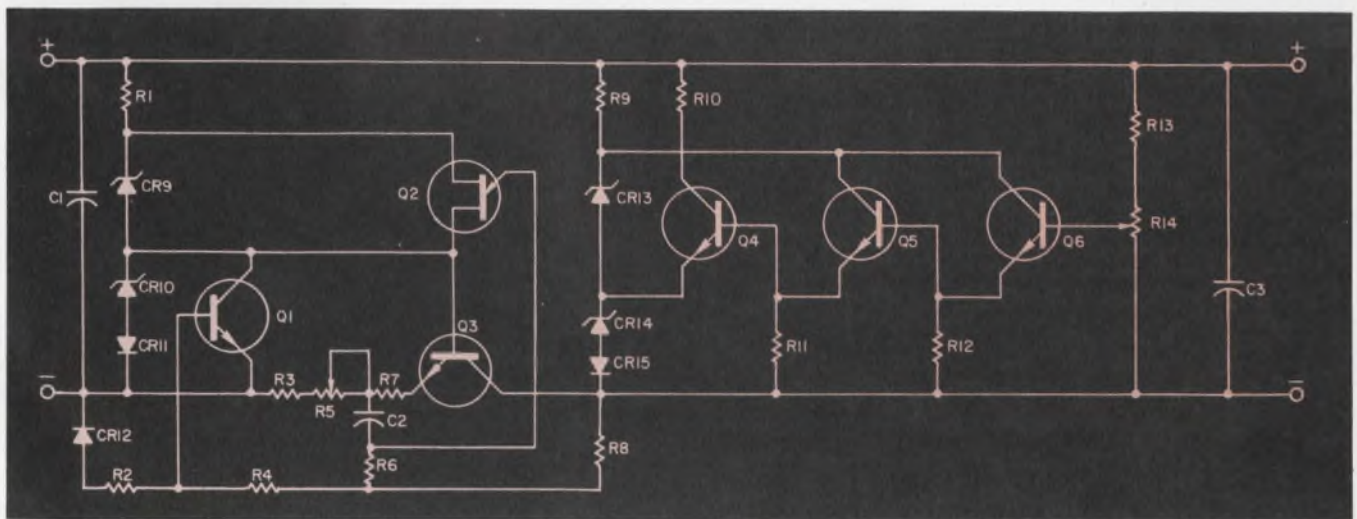 + +
R1 R9 R10
R13
CR9 Q2 CR13
C1 Q4 Q5 Q6 R14
CR10 Q1 C3
CR14
CR11 Q3 R11 R12
CR15
− R3 R7 −
R5
C2
CR12 R8
R2 R4 R6